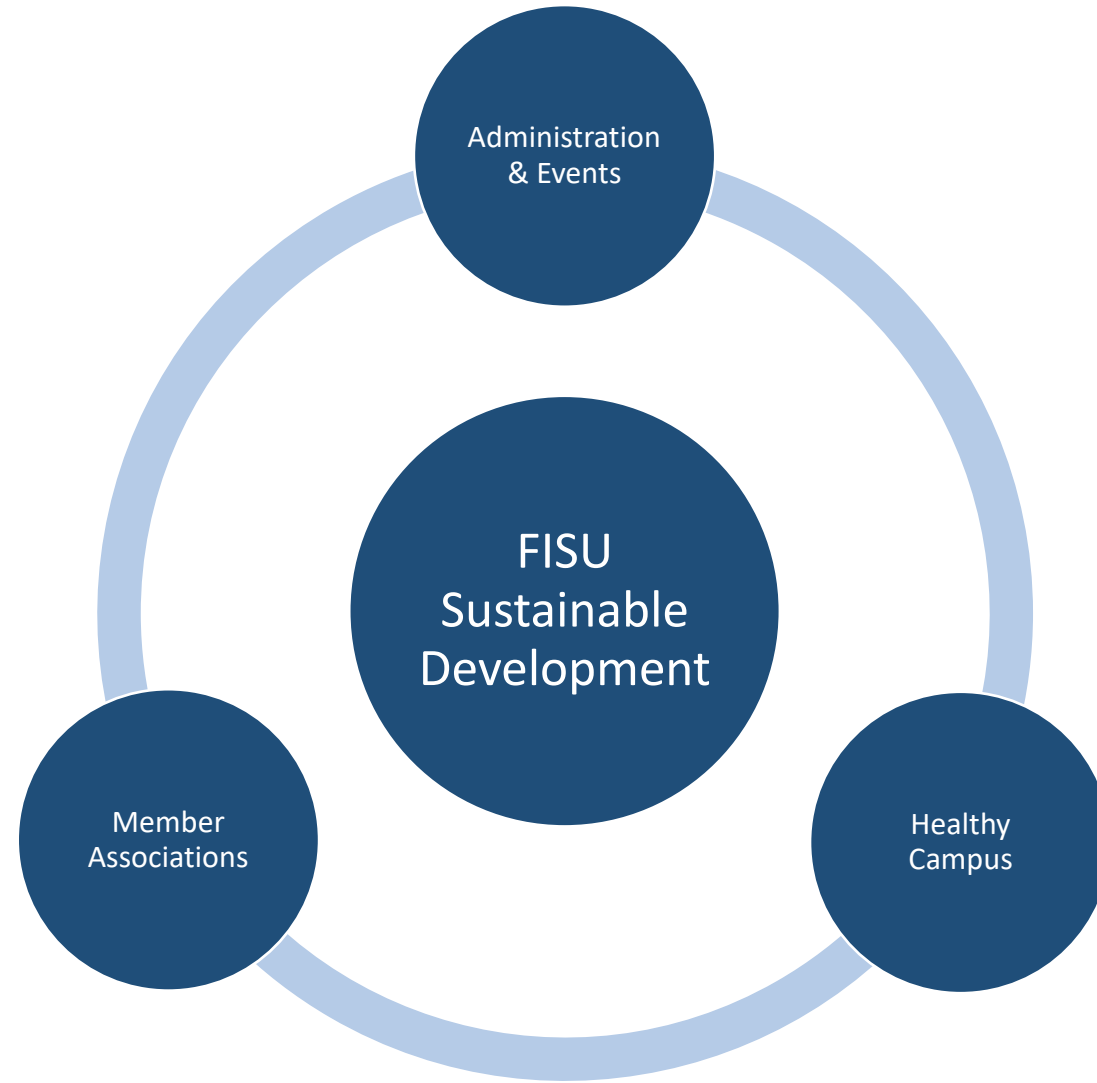 Administration
& Events
FISU
Sustainable
Development
Member
Associations
Healthy
Campus